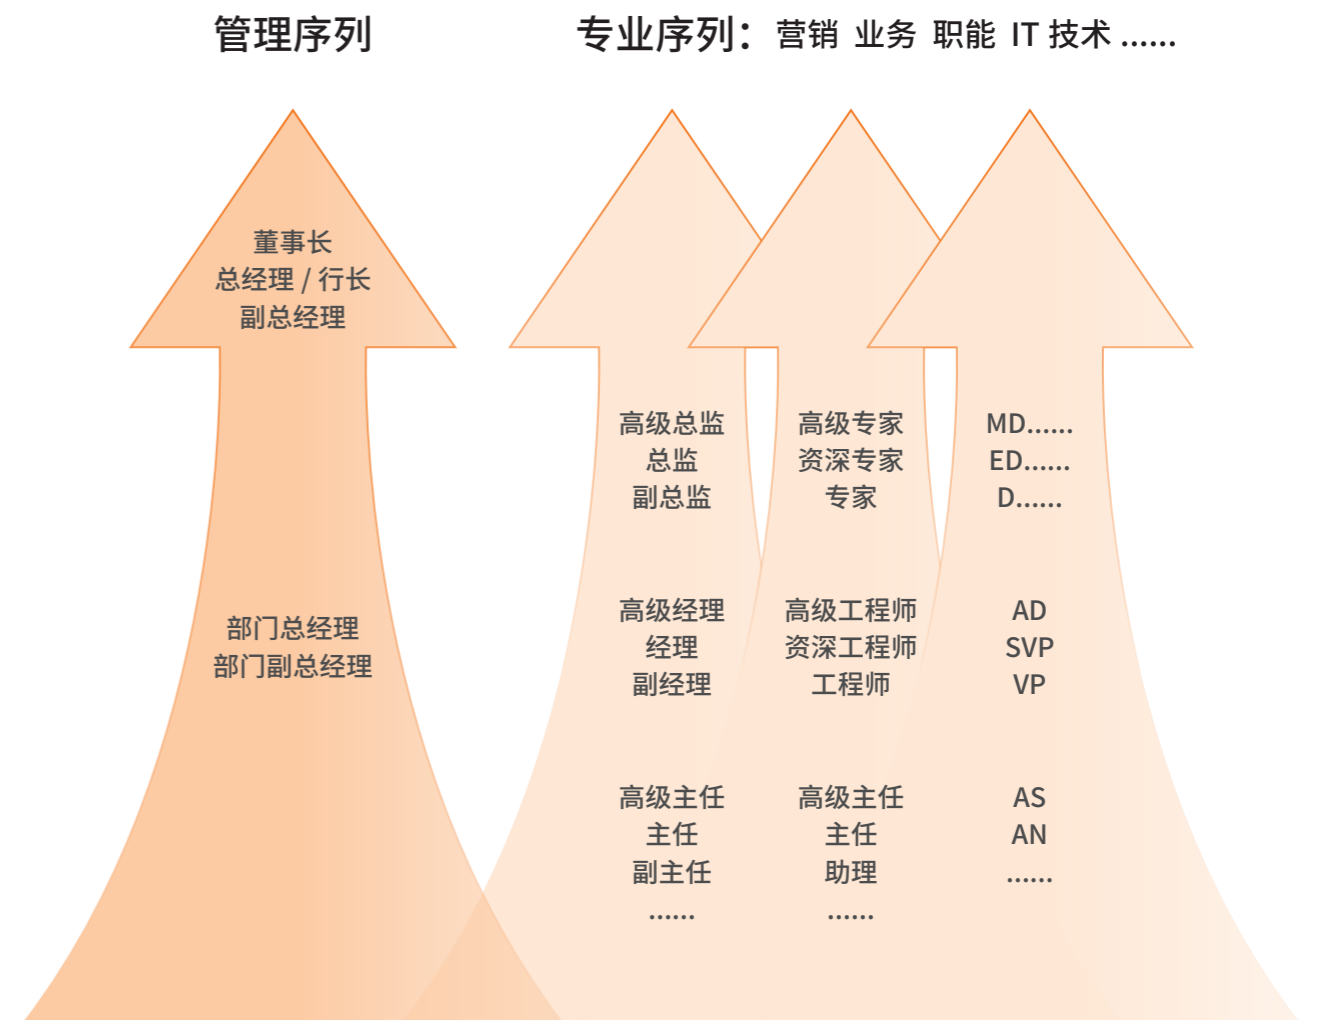 管理序列
专业序列：营销 业务 职能 IT 技术 ......
董事长
总经理 / 行长
副总经理
部门总经理
部门副总经理
高级总监
总监
副总监
高级经理
经理
副经理
高级主任
主任
副主任
......
高级专家
资深专家
专家
高级工程师
资深工程师
工程师
高级主任
主任
助理
......
MD......
ED......
D......
AD
SVP
VP
AS
AN
......